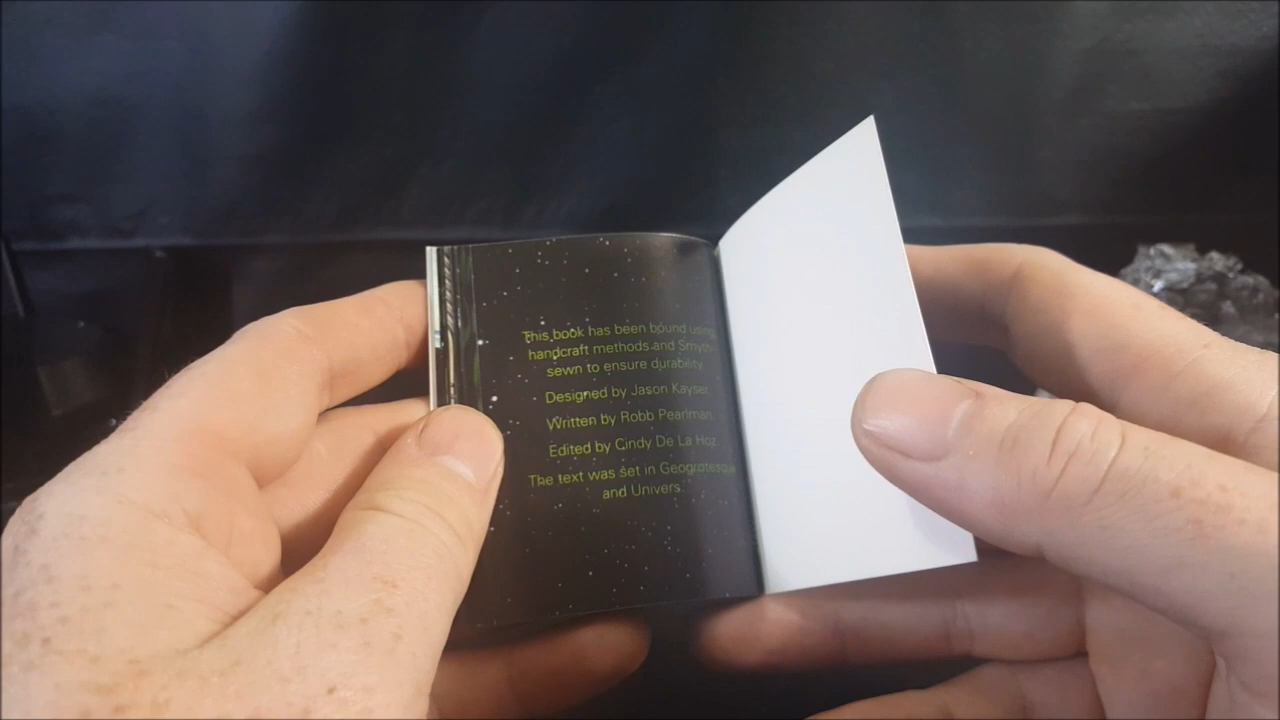 This book has been bound using
handcraft methods and Smyth-
sewn to ensure durability.
Designed by Jason Kayser.
Written by Robb Pearlman.
Edited by Cindy De La Hoz.
The text was set in Geogrotesque
and Univers.